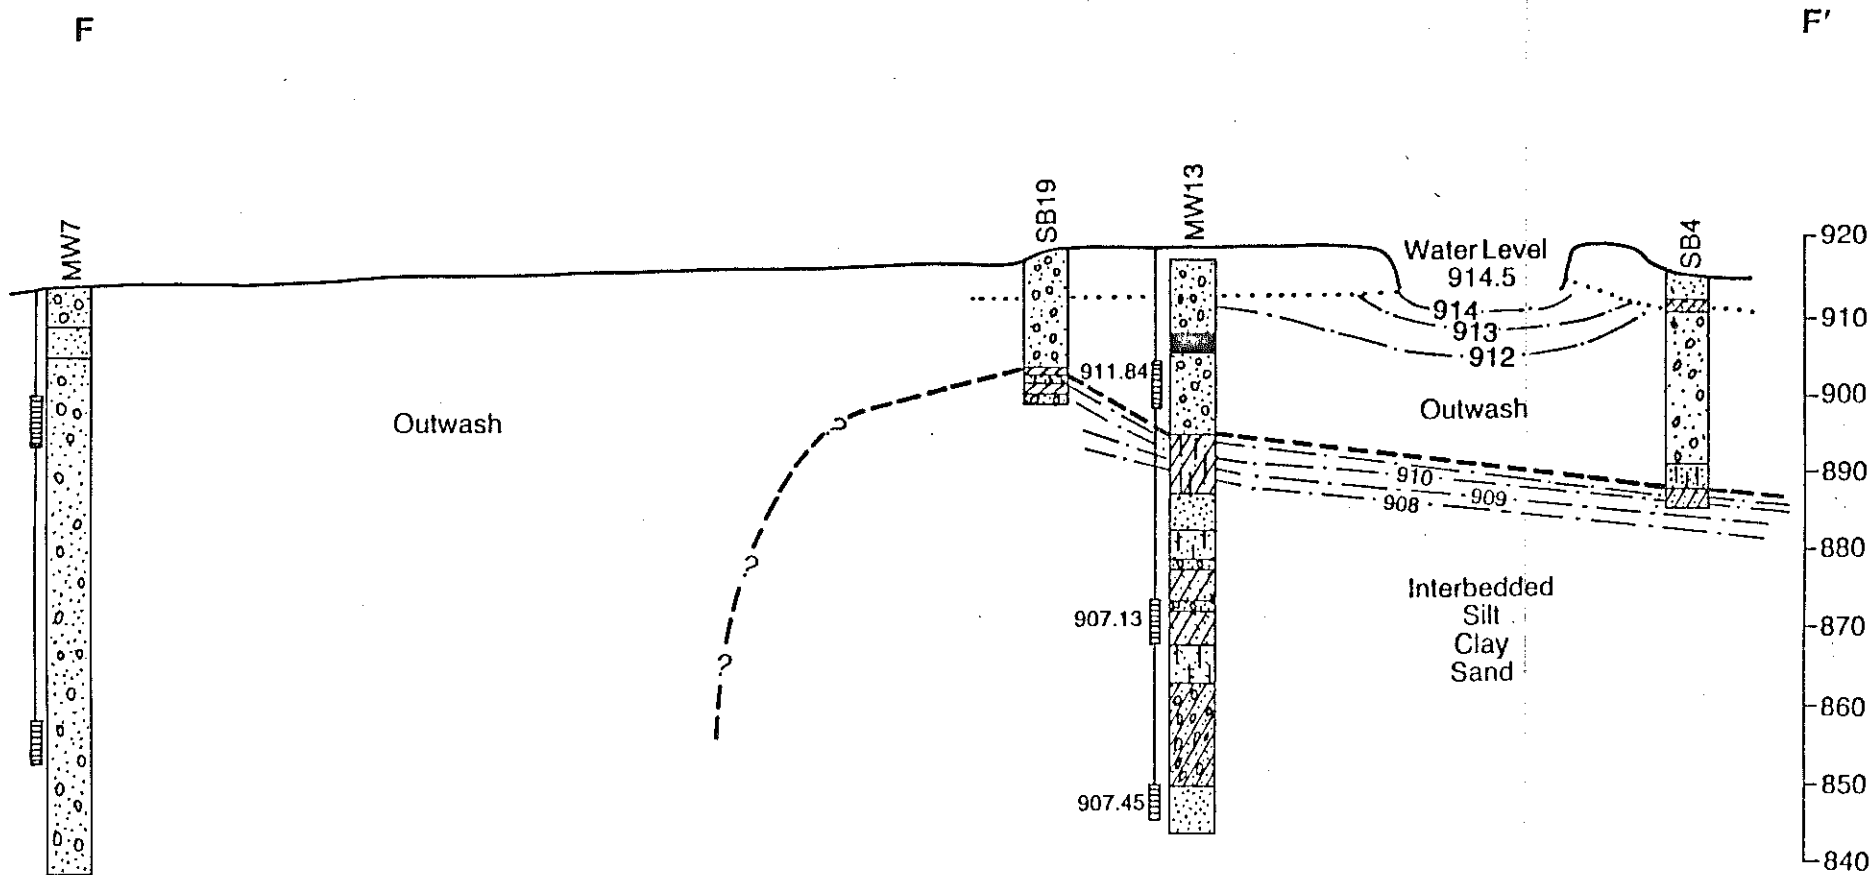 F
F'
MW7
SB19
MW13
SB4
Water Level
914.5
914
913
912
911.84
Outwash
Outwash
910
909
908
Interbedded
Silt
Clay
Sand
907.13
907.45
?
?
?
920
910
900
890
880
870
860
850
840